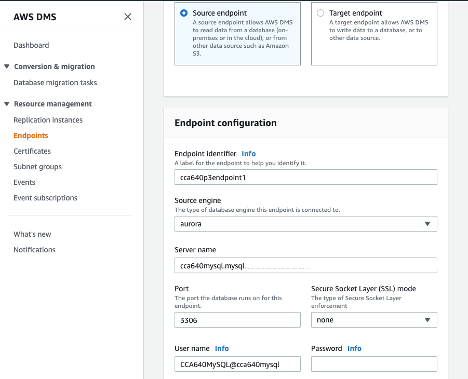 AWS DMS
Dashboard
Conversion & migration
Database migration tasks
Resource management
Replication instances
Endpoints
Certificates
Subnet groups
Events
Event subscriptions
What's new
Notifications
Source endpoint
A source endpoint allows AWS DMS
to read data from a database (on-
premises or in the cloud), or from
other data source such as Amazon
S3.
Target endpoint
A target endpoint allows AWS DMS
to write data to a database, or to
other data source.
Endpoint configuration
Endpoint identifier Info
A label for the endpoint to help you identify it.
cca640p3endpoint1
Source engine
The type of database engine this endpoint is connected to.
aurora
Server name
cca640mysql.mysql.
Port
The port the database runs on for this
endpoint.
3306
Secure Socket Layer (SSL) mode
The type of Secure Socket Layer
enforcement
none
User name Info
CCA640MySQL@cca640mysql
Password Info